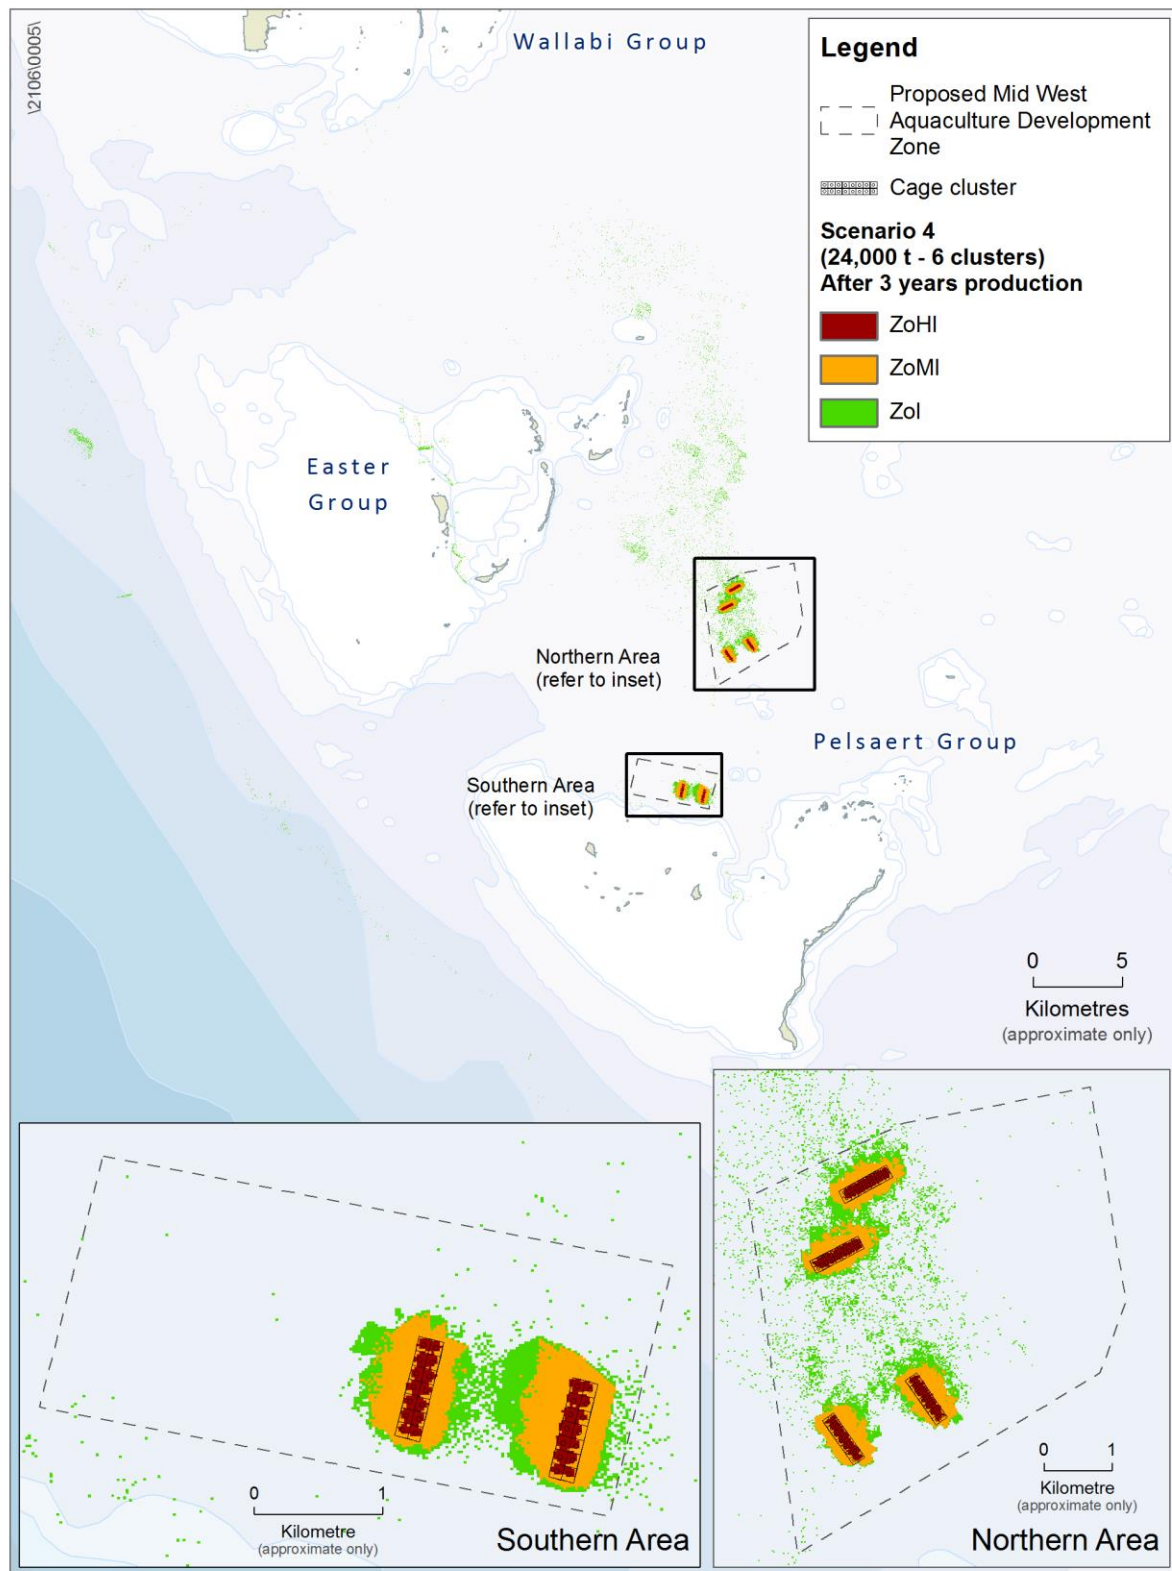 \2106\0005\
Wallabi Group
Legend
Proposed Mid West
Aquaculture Development
Zone
Cage cluster
Scenario 4
(24,000 t - 6 clusters)
After 3 years production
ZoHI
ZoMI
ZoI
Easter
Group
Northern Area
(refer to inset)
Pelsaert Group
Southern Area
(refer to inset)
0 5
Kilometres
(approximate only)
0 1
Kilometre
(approximate only)
Southern Area
0 1
Kilometre
(approximate only)
Northern Area